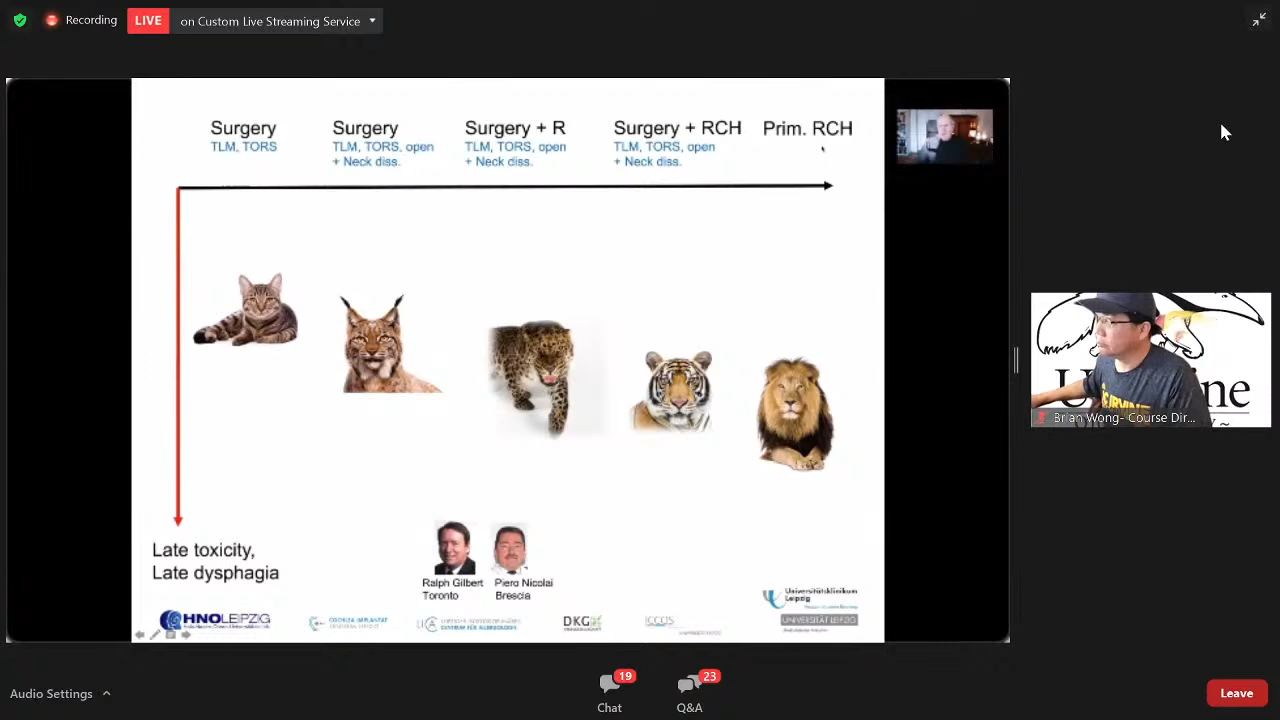 Recording
LIVE
on Custom Live Streaming Service
Surgery
TLM, TORS
Surgery
TLM, TORS, open
+ Neck diss.
Surgery + R
TLM, TORS, open
+ Neck diss.
Surgery + RCH
TLM, TORS, open
+ Neck diss.
Prim. RCH
Late toxicity,
Late dysphagia
Ralph Gilbert
Toronto
Piero Nicolai
Brescia
HNOLEIPZIG
DKG
Universitätsklinikum
Leipzig
UNIVERSITÄT LEIPZIG
Brian Wong- Course Dir...
Audio Settings
19
Chat
23
Q&A
Leave